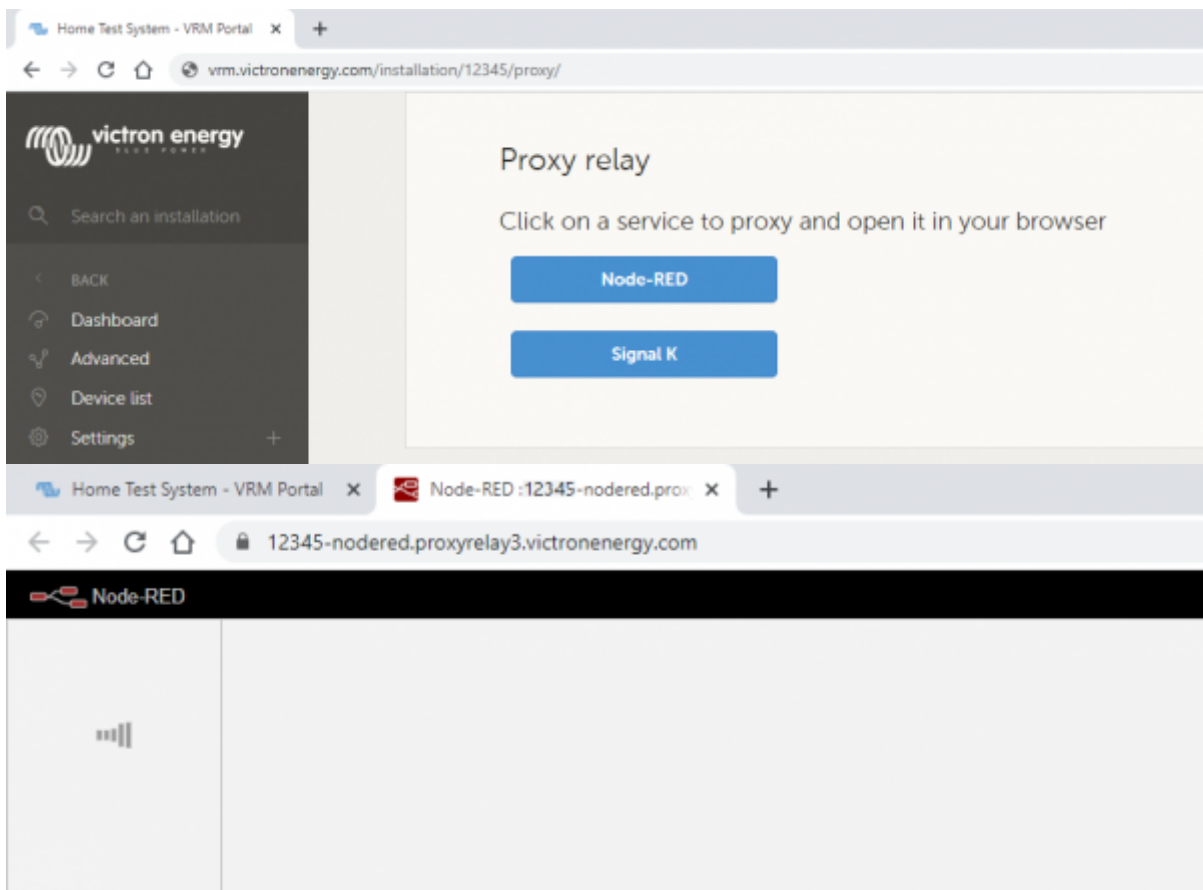 Home Test System - VRM Portal
vrm.victronenergy.com/installation/12345/proxy/
victron energy
BLUE POWER
Search an installation
BACK
Dashboard
Advanced
Device list
Settings
Proxy relay
Click on a service to proxy and open it in your browser
Node-RED
Signal K
Home Test System - VRM Portal
Node-RED : 12345-nodered.prox
12345-nodered.proxyrelay3.victronenergy.com
Node-RED